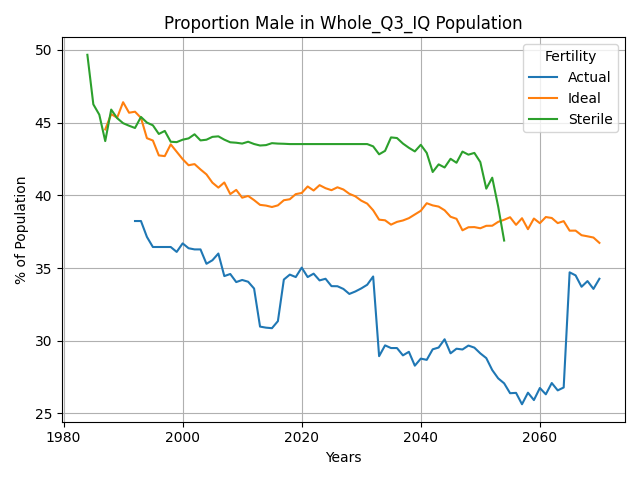 Proportion Male in Whole_Q3_IQ Population
% of Population
50
45
40
35
30
25
Fertility
Actual
Ideal
Sterile
1980
2000
2020
2040
2060
Years